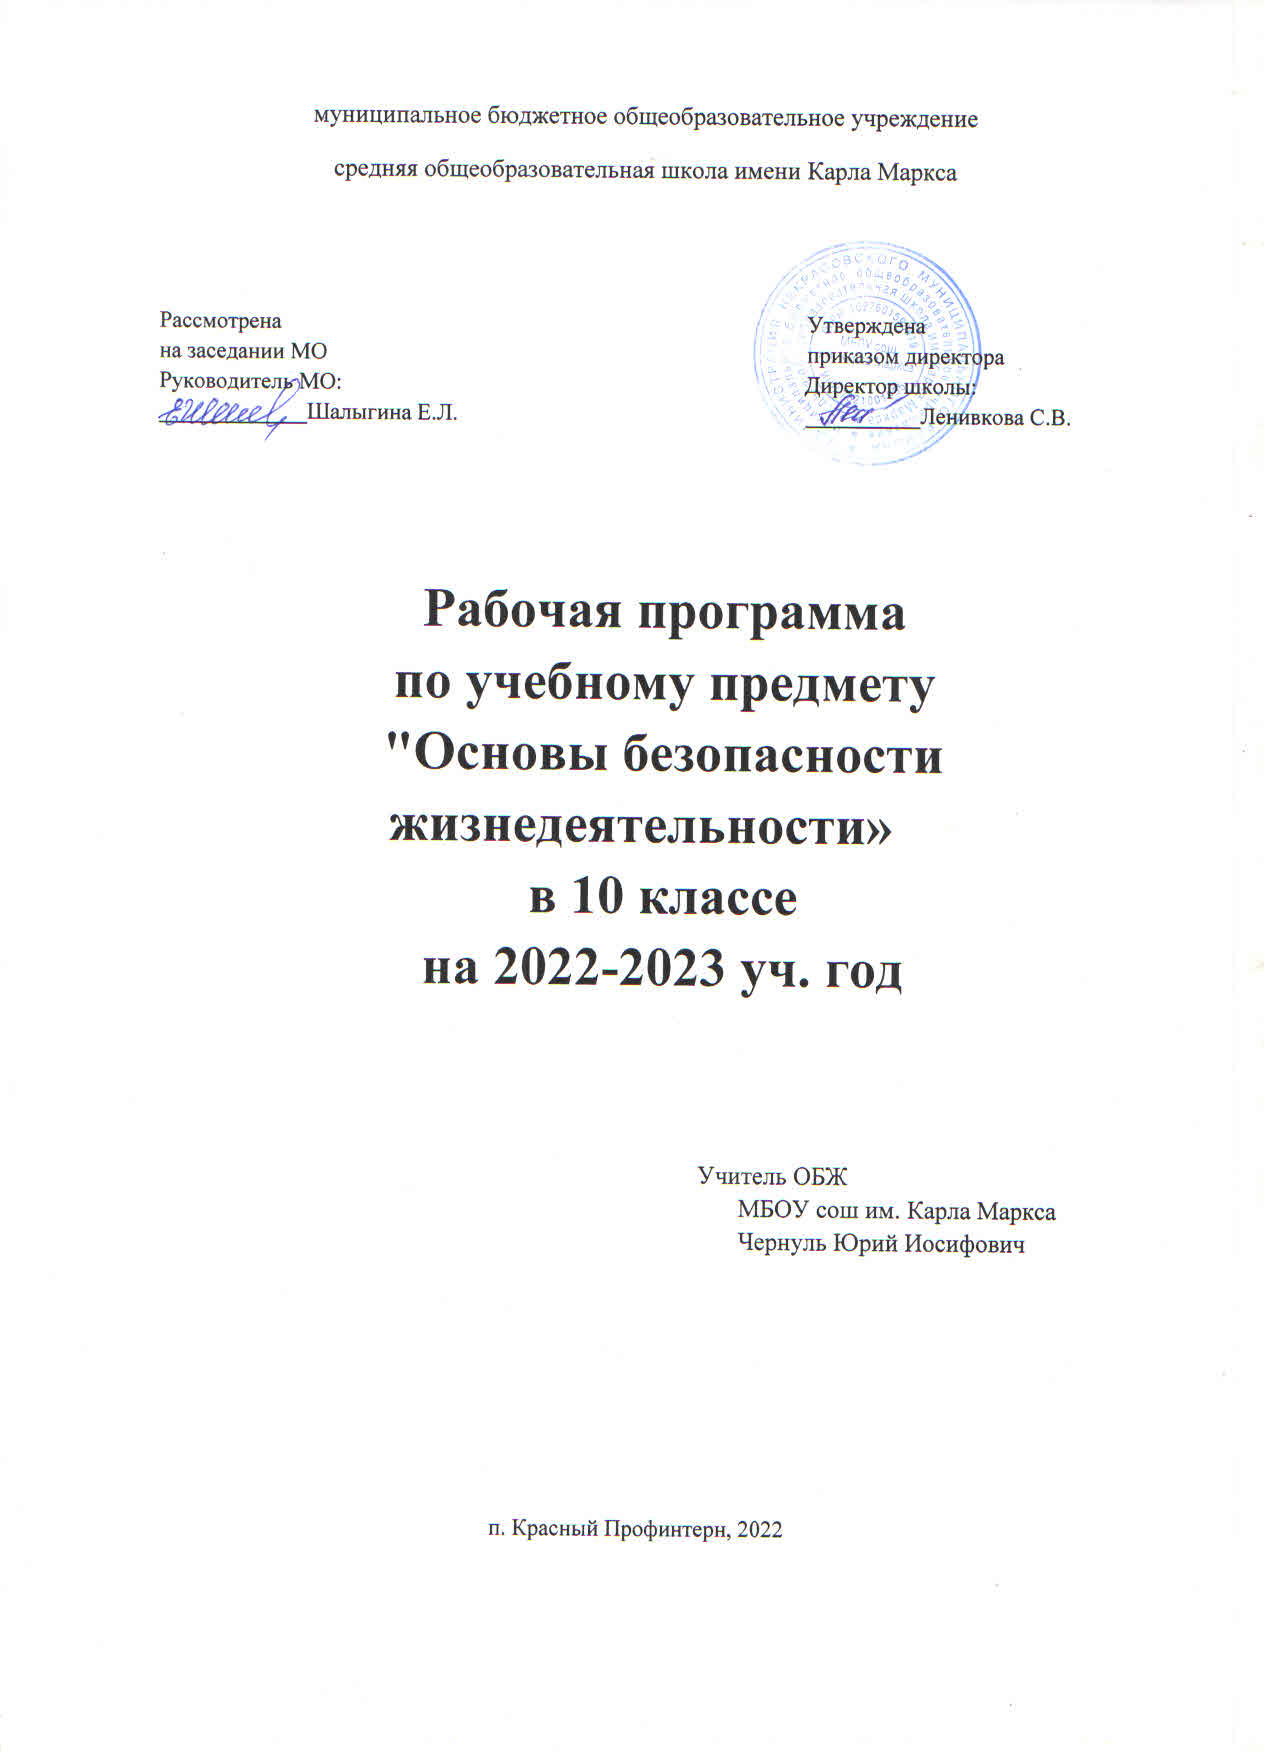 муниципальное бюджетное общеобразовательное учреждение
средняя общеобразовательная школа имени Карла Маркса
Рассмотрена
на заседании МО
Руководитель МО:
Шалыгина Е.Л.
Утверждена
приказом директора
Директор школы:
Ленивкова С.В.
Рабочая программа
по учебному предмету
"Основы безопасности
жизнедеятельности»
в 10 классе
на 2022-2023 уч. год
Учитель ОБЖ
МБОУ сош им. Карла Маркса
Чернуль Юрий Иосифович
п. Красный Профинтерн, 2022